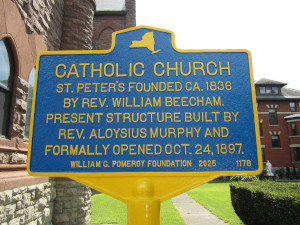 CATHOLIC CHURCH
ST. PETER'S FOUNDED CA. 1836
BY REV. WILLIAM BEECHAM.
PRESENT STRUCTURE BUILT BY
REV. ALOYSIUS MURPHY AND
FORMALLY OPENED OCT. 24, 1897.
WILLIAM G. POMEROY FOUNDATION 2025 1178